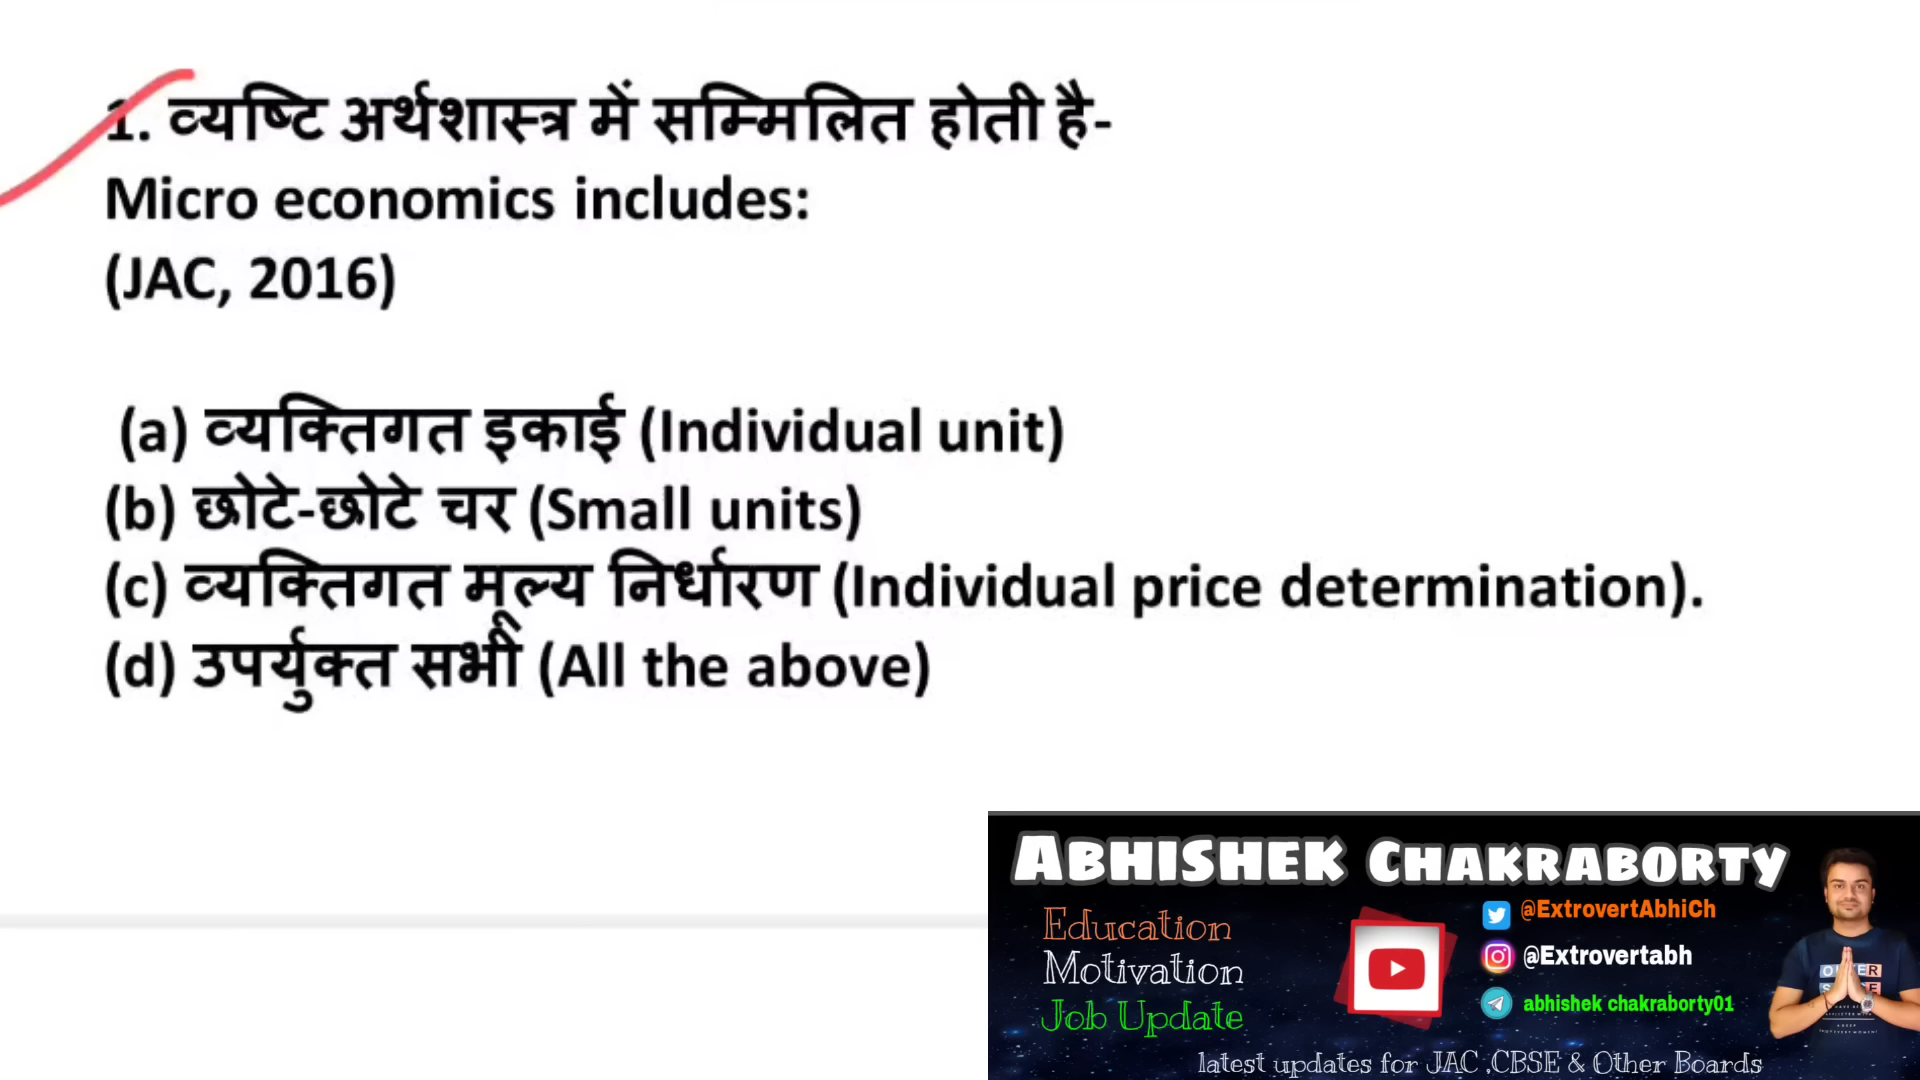 1. व्यष्टि अर्थशास्त्र में सम्मिलित होती है-
Micro economics includes:
(JAC, 2016)
(a) व्यक्तिगत इकाई (Individual unit)
(b) छोटे-छोटे चर (Small units)
(c) व्यक्तिगत मूल्य निर्धारण (Individual price determination).
(d) उपर्युक्त सभी (All the above)
ABHISHEK CHAKRABORTY
Education
Motivation
Job Update
@ExtrovertAbhiCh
@Extrovertabh
abhishek chakraborty01
latest updates for JAC ,CBSE & Other Boards